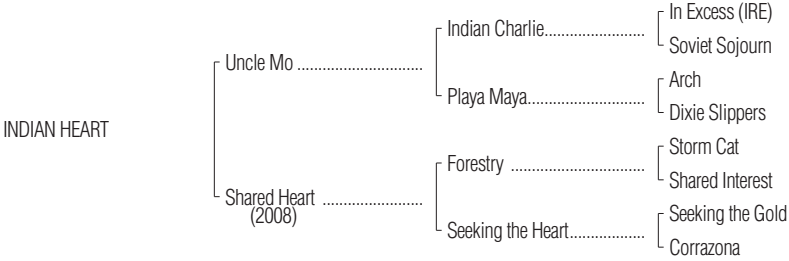 In Excess (IRE)
Indian Charlie.......................
Soviet Sojourn
Uncle Mo ..............................
Arch
Playa Maya...........................
Dixie Slippers
INDIAN HEART
Storm Cat
Forestry ...............................
Shared Interest
Shared Heart ........................
(2008)
Seeking the Gold
Seeking the Heart.................
Corrazona